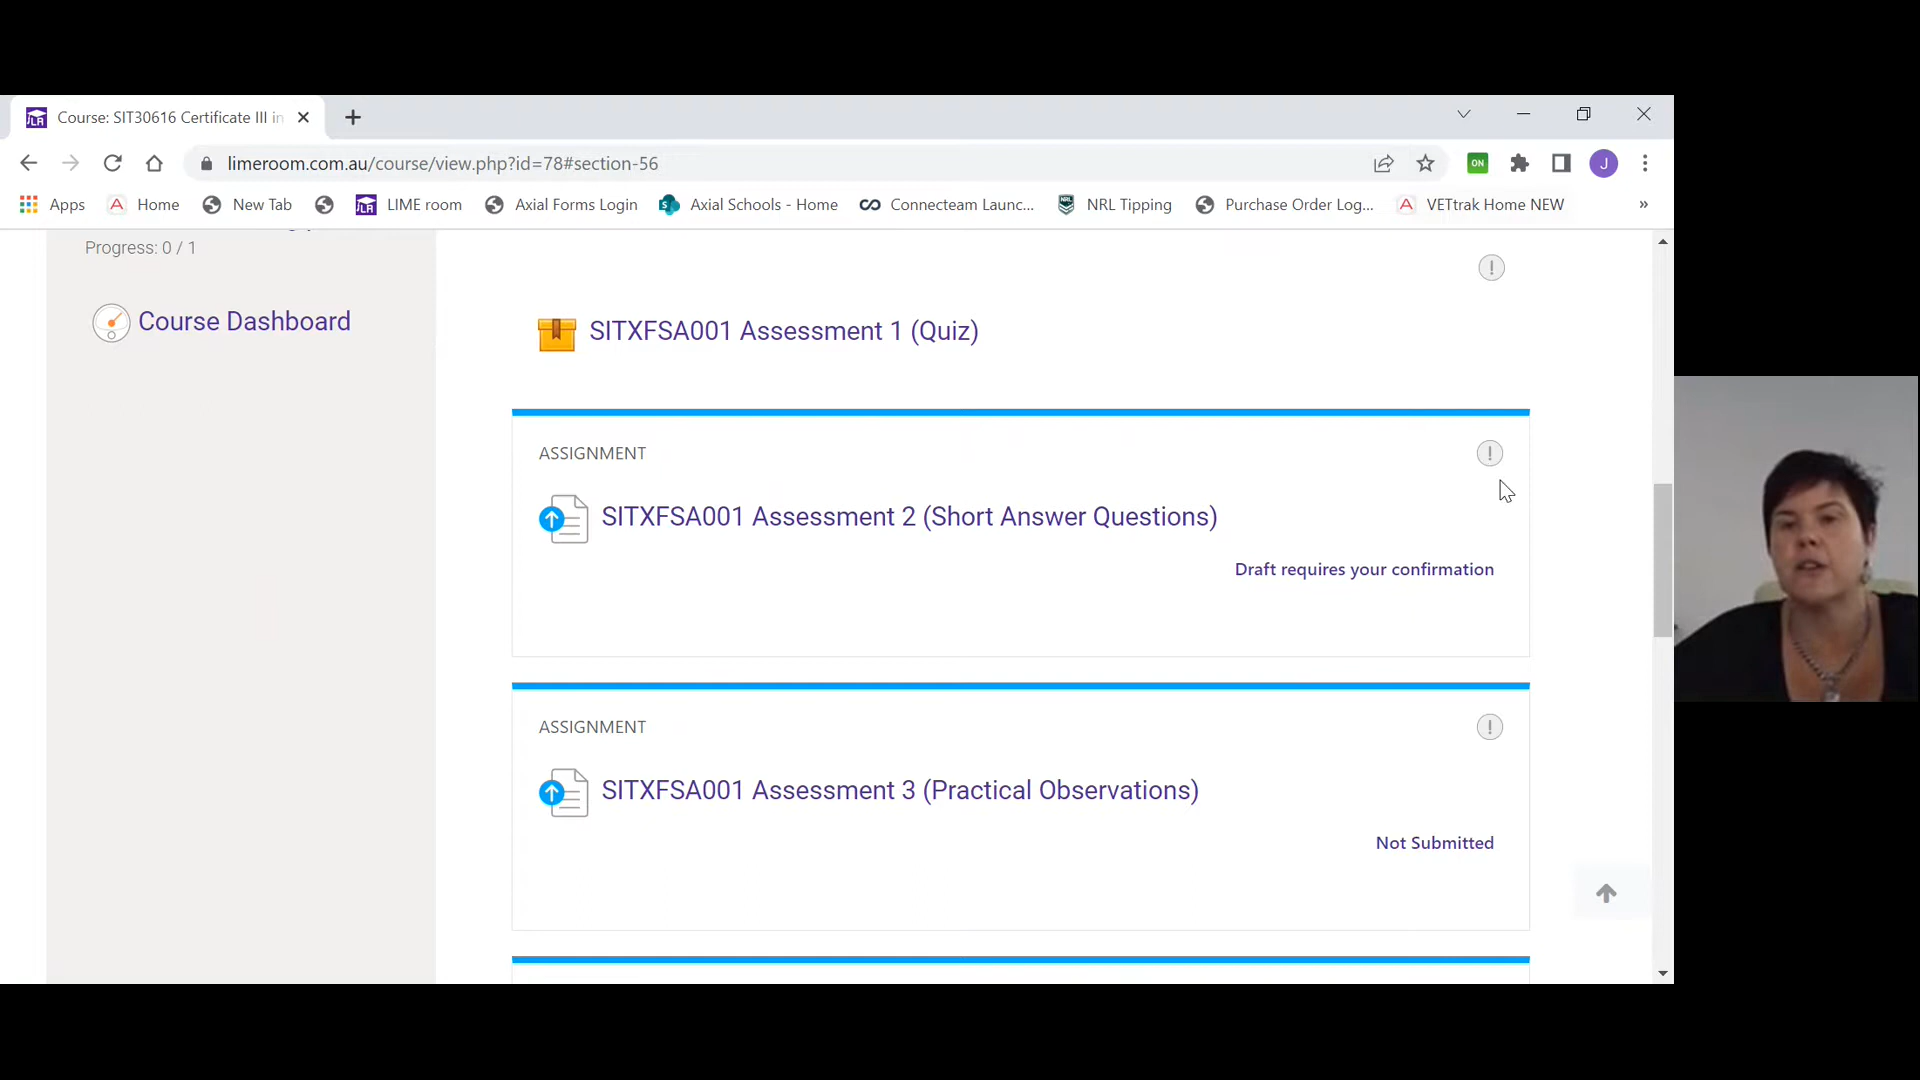 Course: SIT30616 Certificate III in
limeroom.com.au/course/view.php?id=78#section-56
ON
J
Apps
Home
New Tab
LIME room
Axial Forms Login
Axial Schools - Home
Connecteam Launc...
NRL Tipping
Purchase Order Log...
VETtrak Home NEW
»
Progress: 0 / 1
Course Dashboard
SITXFSA001 Assessment 1 (Quiz)
ASSIGNMENT
SITXFSA001 Assessment 2 (Short Answer Questions)
Draft requires your confirmation
ASSIGNMENT
SITXFSA001 Assessment 3 (Practical Observations)
Not Submitted